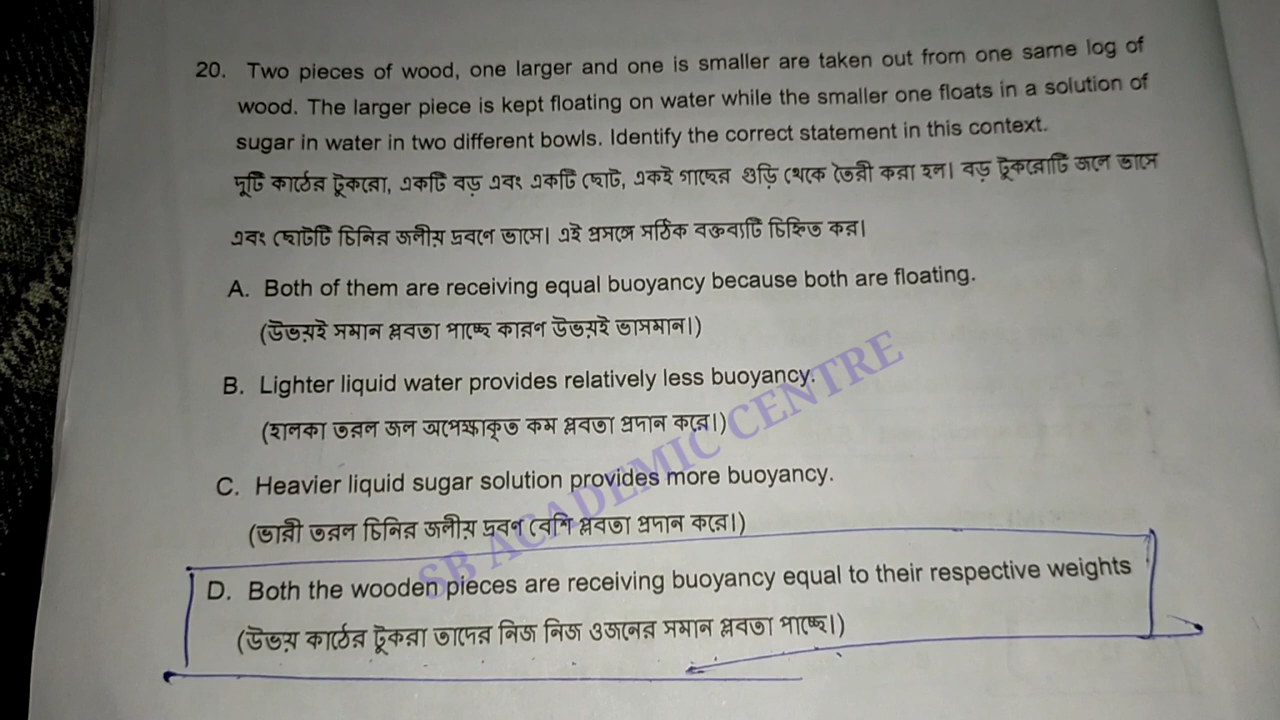 20. Two pieces of wood, one larger and one is smaller are taken out from one same log of
wood. The larger piece is kept floating on water while the smaller one floats in a solution of
sugar in water in two different bowls. Identify the correct statement in this context.
দুটি কাঠের টুকরো, একটি বড় এবং একটি ছোট, একই গাছের গুড়ি থেকে তৈরী করা হল। বড় টুকরোটি জলে ভাসে
এবং ছোটটি চিনির জলীয় দ্রবণে ভাসে। এই প্রসঙ্গে সঠিক বক্তব্যটি চিহ্নিত কর।
A. Both of them are receiving equal buoyancy because both are floating.
(উভয়ই সমান প্লবতা পাচ্ছে কারণ উভয়ই ভাসমান।)
B. Lighter liquid water provides relatively less buoyancy.
(হালকা তরল জল অপেক্ষাকৃত কম প্লবতা প্রদান করে।)
C. Heavier liquid sugar solution provides more buoyancy.
(ভারী তরল চিনির জলীয় দ্রবণ বেশি প্লবতা প্রদান করে।)
D. Both the wooden pieces are receiving buoyancy equal to their respective weights
(উভয় কাঠের টুকরা তাদের নিজ নিজ ওজনের সমান প্লবতা পাচ্ছে।)
SB ACADEMIC CENTRE